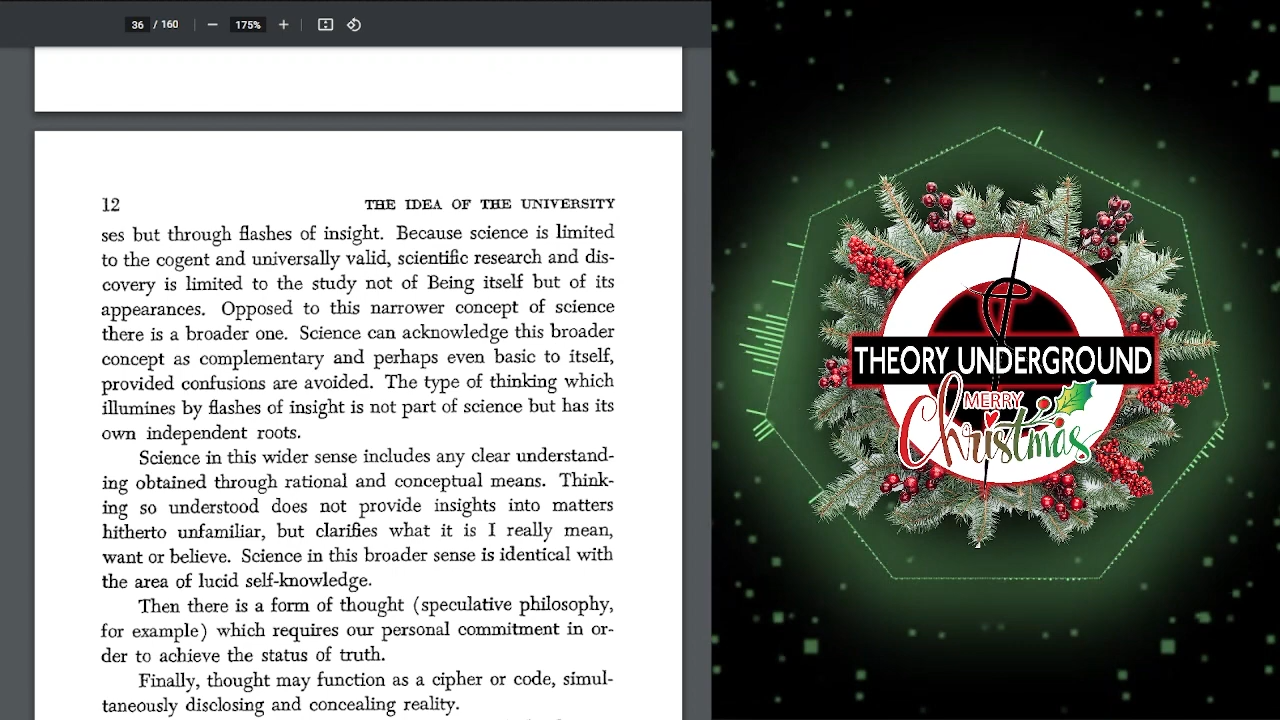 36 / 160
175%
12 THE IDEA OF THE UNIVERSITY
ses but through flashes of insight. Because science is limited
to the cogent and universally valid, scientific research and dis-
covery is limited to the study not of Being itself but of its
appearances. Opposed to this narrower concept of science
there is a broader one. Science can acknowledge this broader
concept as complementary and perhaps even basic to itself,
provided confusions are avoided. The type of thinking which
illumines by flashes of insight is not part of science but has its
own independent roots.
Science in this wider sense includes any clear understand-
ing obtained through rational and conceptual means. Think-
ing so understood does not provide insights into matters
hitherto unfamiliar, but clarifies what it is I really mean,
want or believe. Science in this broader sense is identical with
the area of lucid self-knowledge.
Then there is a form of thought (speculative philosophy,
for example) which requires our personal commitment in or-
der to achieve the status of truth.
Finally, thought may function as a cipher or code, simul-
taneously disclosing and concealing reality.
THEORY UNDERGROUND
MERRY
Christmas